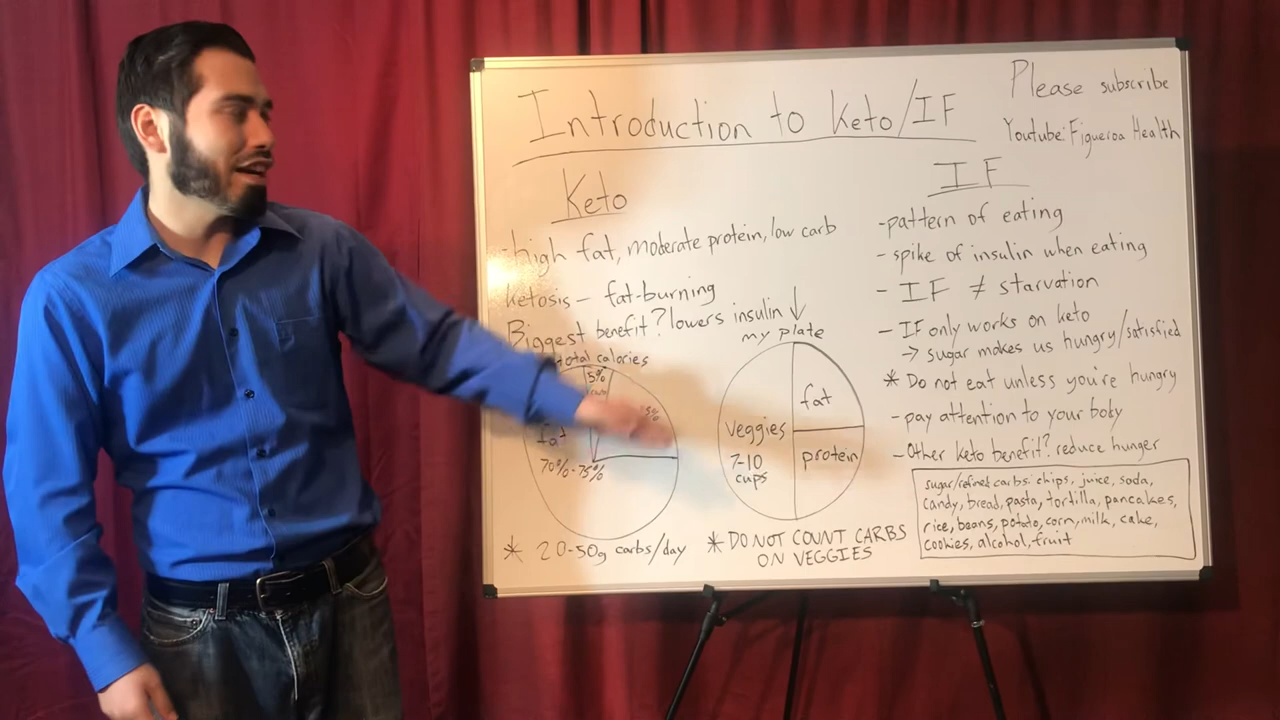 Introduction to Keto/IF
Please subscribe
Youtube: Figueroa Health
Keto
-high fat, moderate protein, low carb
ketosis - fat-burning
Biggest benefit? lowers insulin ↓
total calories
5%
5%
fat
70%-75%
* 20-50g carbs/day
my plate
veggies
7-10
cups
fat
protein
* DO NOT COUNT CARBS
ON VEGGIES
IF
-pattern of eating
- spike of insulin when eating
- IF ≠ starvation
- IF only works on keto
→ sugar makes us hungry/satisfied
* Do not eat unless you're hungry
- pay attention to your body
- Other keto benefit? reduce hunger
sugar/refined carbs: chips, juice, soda,
candy, bread, pasta, tortilla, pancakes,
rice, beans, potato, corn, milk, cake,
cookies, alcohol, fruit